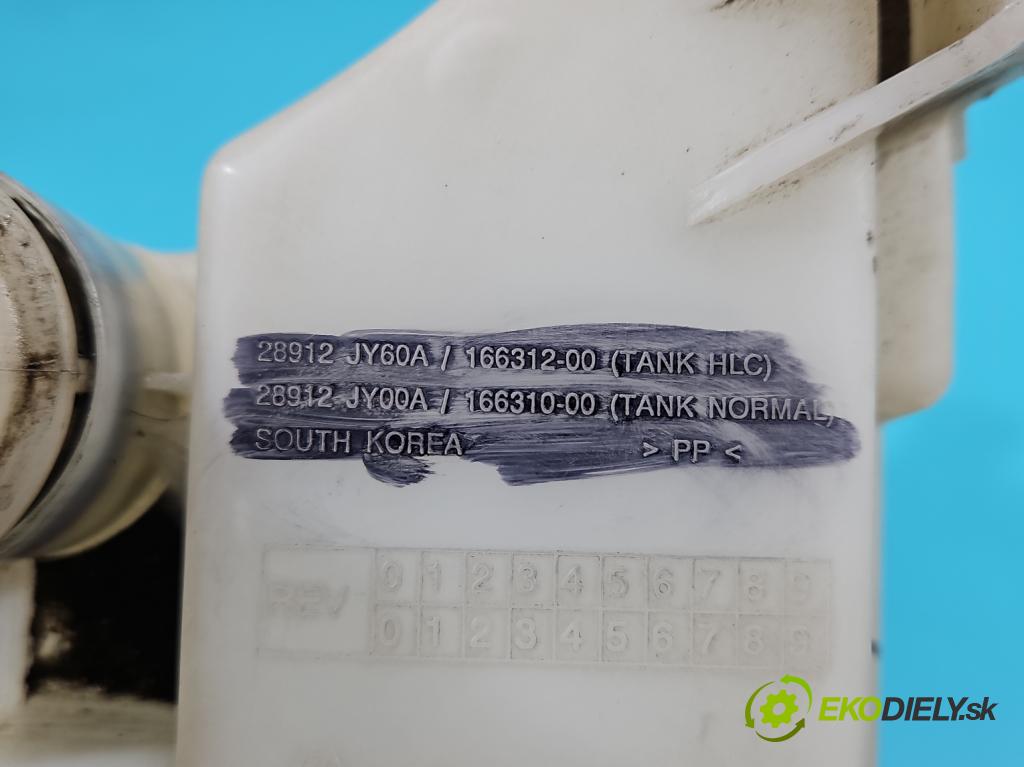 28912 JY60A / 166312-00 (TANK HLC)
28912 JY00A / 166310-00 (TANK NORMAL)
SOUTH KOREA > PP <
REV 0 1 2 3 4 5 6 7 8 9
0 1 2 3 4 5 6 7 8 9
EKODIELY.sk